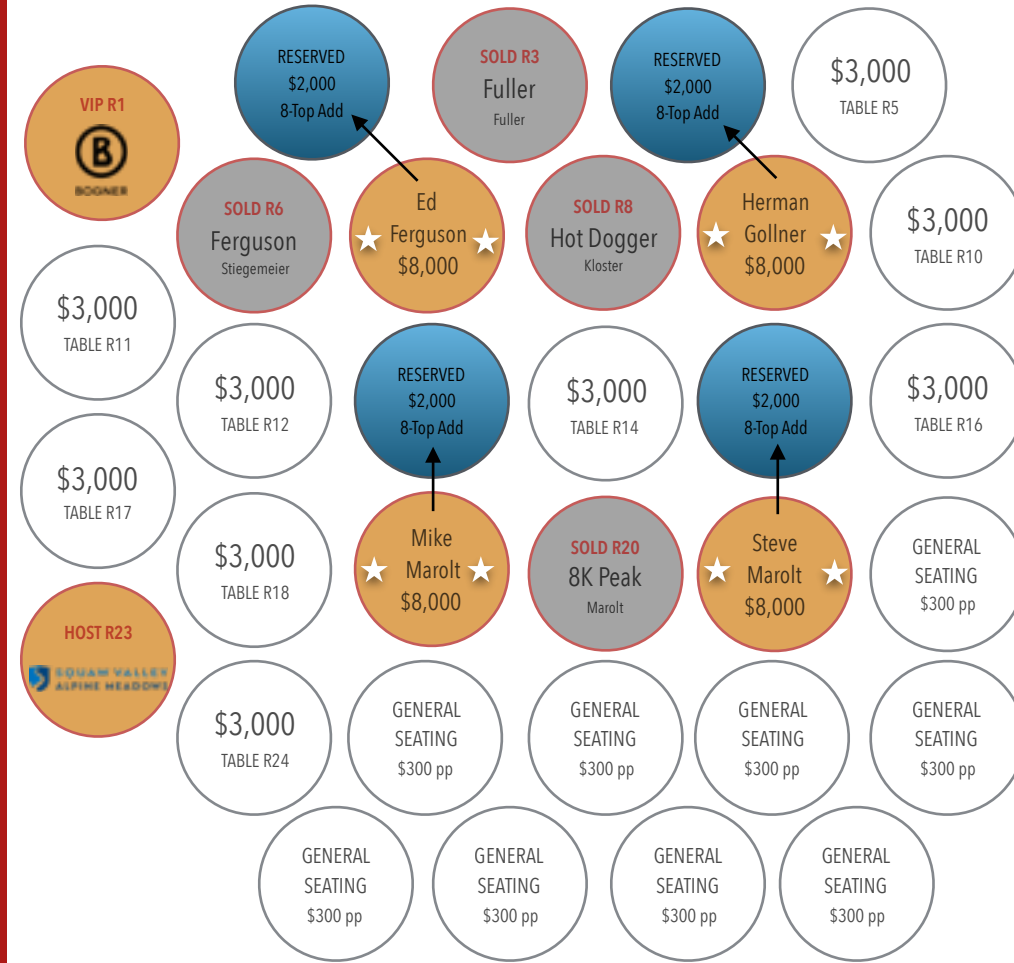 RESERVED
$2,000
8-Top Add
SOLD R3
Fuller
Fuller
RESERVED
$2,000
8-Top Add
$3,000
TABLE R5
VIP R1
B
BOGNER
SOLD R6
Ferguson
Stiegemeier
Ed
Ferguson
$8,000
SOLD R8
Hot Dogger
Kloster
Herman
Gollner
$8,000
$3,000
TABLE R10
$3,000
TABLE R11
$3,000
TABLE R12
RESERVED
$2,000
8-Top Add
$3,000
TABLE R14
RESERVED
$2,000
8-Top Add
$3,000
TABLE R16
$3,000
TABLE R17
$3,000
TABLE R18
Mike
Marolt
$8,000
SOLD R20
8K Peak
Marolt
Steve
Marolt
$8,000
GENERAL
SEATING
$300 pp
HOST R23
SQUAW VALLEY
ALPINE MEADOWS
$3,000
TABLE R24
GENERAL
SEATING
$300 pp
GENERAL
SEATING
$300 pp
GENERAL
SEATING
$300 pp
GENERAL
SEATING
$300 pp
GENERAL
SEATING
$300 pp
GENERAL
SEATING
$300 pp
GENERAL
SEATING
$300 pp
GENERAL
SEATING
$300 pp